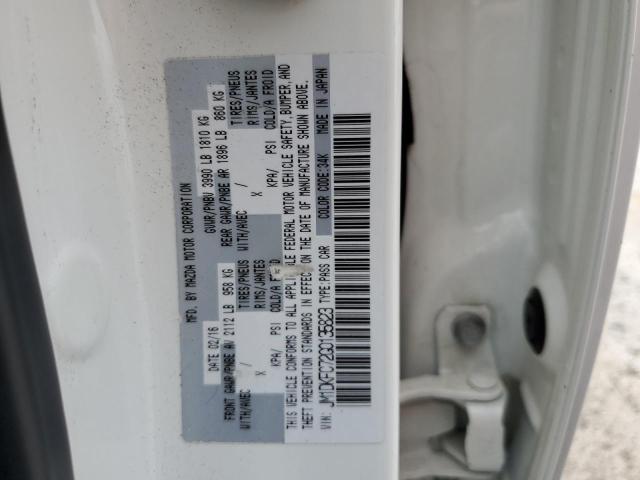 MFD. BY MAZDA MOTOR CORPORATION
DATE 02/16 GVWR/PNBV 3990 LB 1810 KG
FRONT GAWR/PNBE AV 2112 LB 958 KG REAR GAWR/PNBE AR 1896 LB 860 KG
WITH/AVEC / TIRES/PNEUS WITH/AVEC / TIRES/PNEUS
X RIMS/JANTES X RIMS/JANTES
KPA/ PSI COLD/A FROID KPA/ PSI COLD/A FROID
THIS VEHICLE CONFORMS TO ALL APPLICABLE FEDERAL MOTOR VEHICLE SAFETY, BUMPER, AND
THEFT PREVENTION STANDARDS IN EFFECT ON THE DATE OF MANUFACTURE SHOWN ABOVE.
VIN: JM1DKFC72G0135823 TYPE:PASS CAR COLOR CODE:34K MADE IN JAPAN